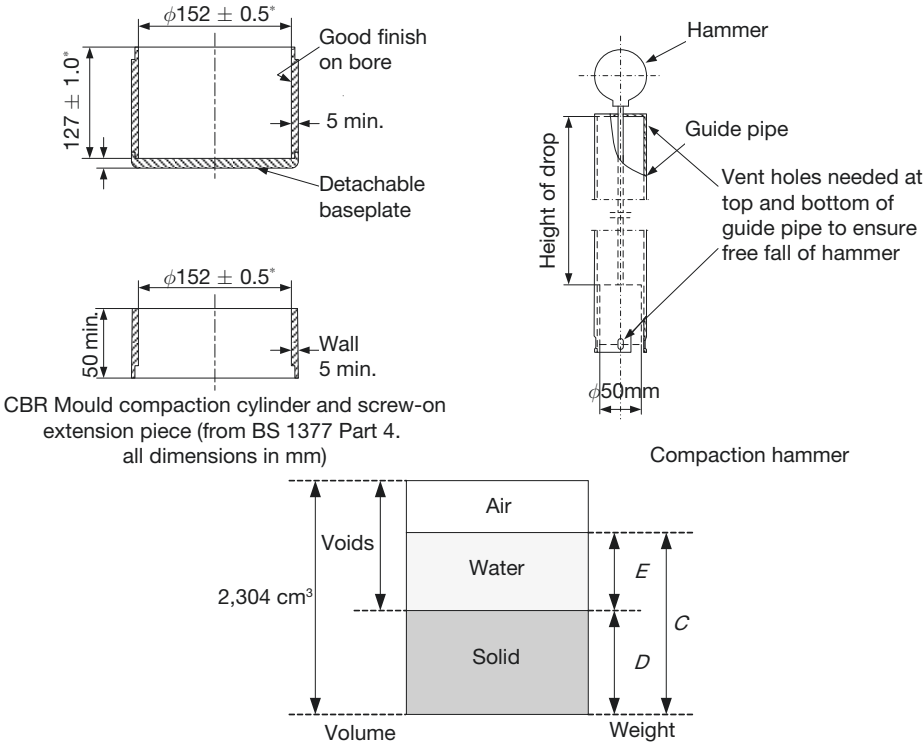 ϕ152 ± 0.5*
Good finish
on bore
127 ± 1.0*
5 min.
Detachable
baseplate
ϕ152 ± 0.5*
50 min.
Wall
5 min.
CBR Mould compaction cylinder and screw-on
extension piece (from BS 1377 Part 4.
all dimensions in mm)
Hammer
Guide pipe
Height of drop
Vent holes needed at
top and bottom of
guide pipe to ensure
free fall of hammer
ϕ50mm
Compaction hammer
Air
Voids
Water
E
2,304 cm³
C
Solid
D
Volume
Weight